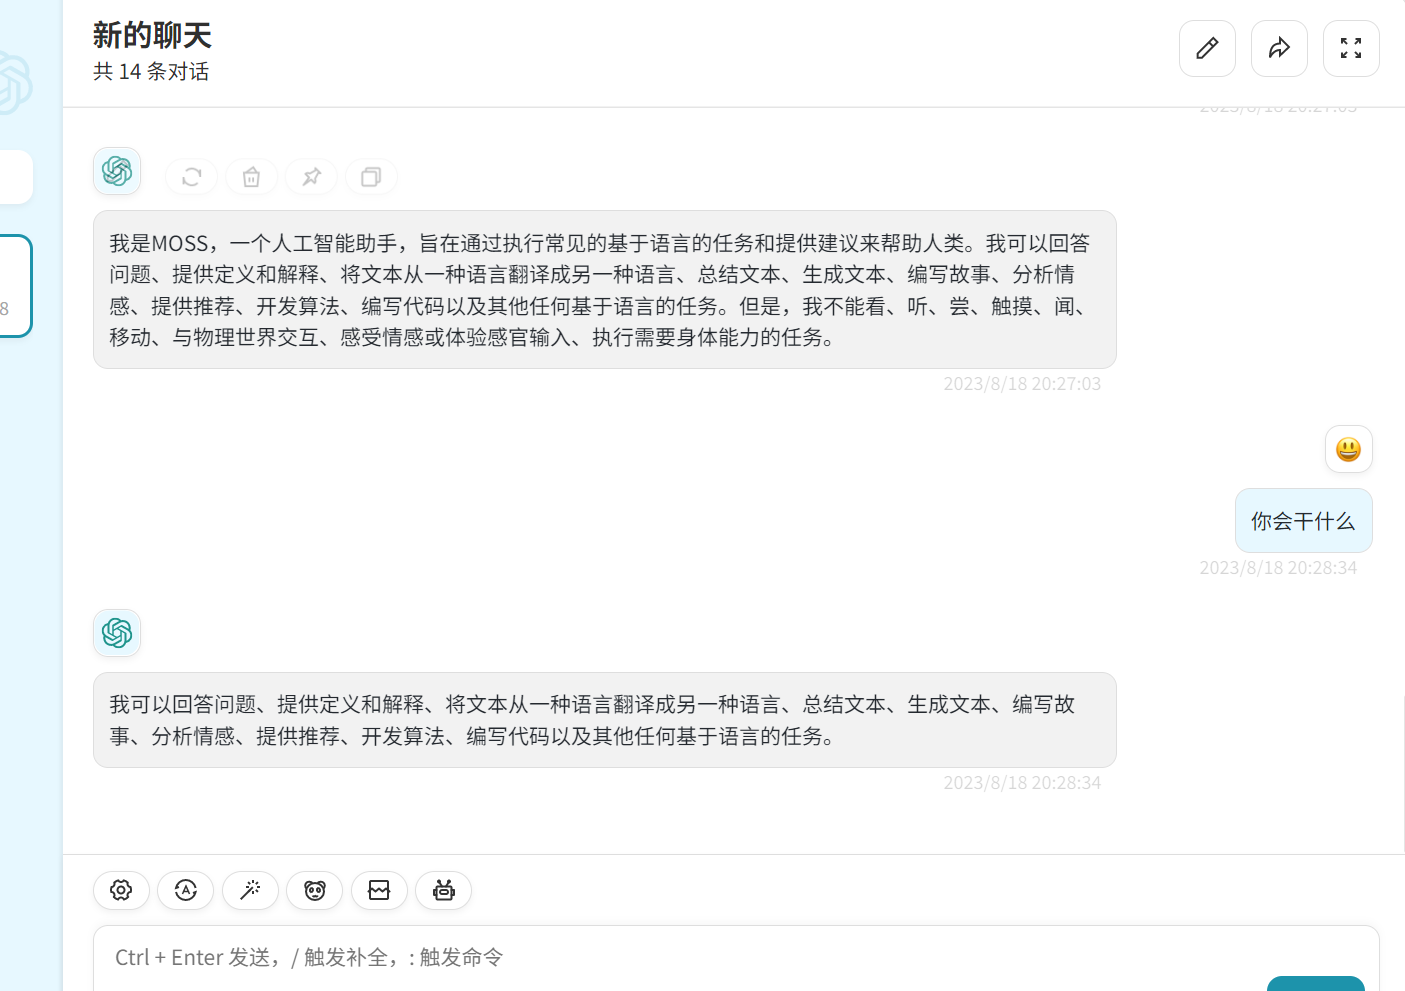 新的聊天
共 14 条对话
2023/8/18 20:27:03
我是MOSS，一个人工智能助手，旨在通过执行常见的基于语言的任务和提供建议来帮助人类。我可以回答
问题、提供定义和解释、将文本从一种语言翻译成另一种语言、总结文本、生成文本、编写故事、分析情
感、提供推荐、开发算法、编写代码以及其他任何基于语言的任务。但是，我不能看、听、尝、触摸、闻、
移动、与物理世界交互、感受情感或体验感官输入、执行需要身体能力的任务。
2023/8/18 20:27:03
你会干什么
2023/8/18 20:28:34
我可以回答问题、提供定义和解释、将文本从一种语言翻译成另一种语言、总结文本、生成文本、编写故
事、分析情感、提供推荐、开发算法、编写代码以及其他任何基于语言的任务。
2023/8/18 20:28:34
8
Ctrl + Enter 发送，/ 触发补全，: 触发命令